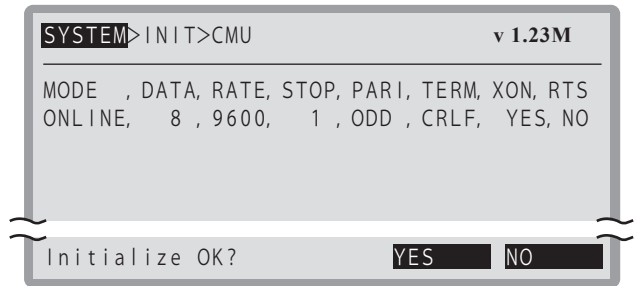 SYSTEM>INIT>CMU v 1.23M
MODE , DATA, RATE, STOP, PARI, TERM, XON, RTS
ONLINE, 8 , 9600, 1 , ODD , CRLF, YES, NO
Initialize OK? YES NO